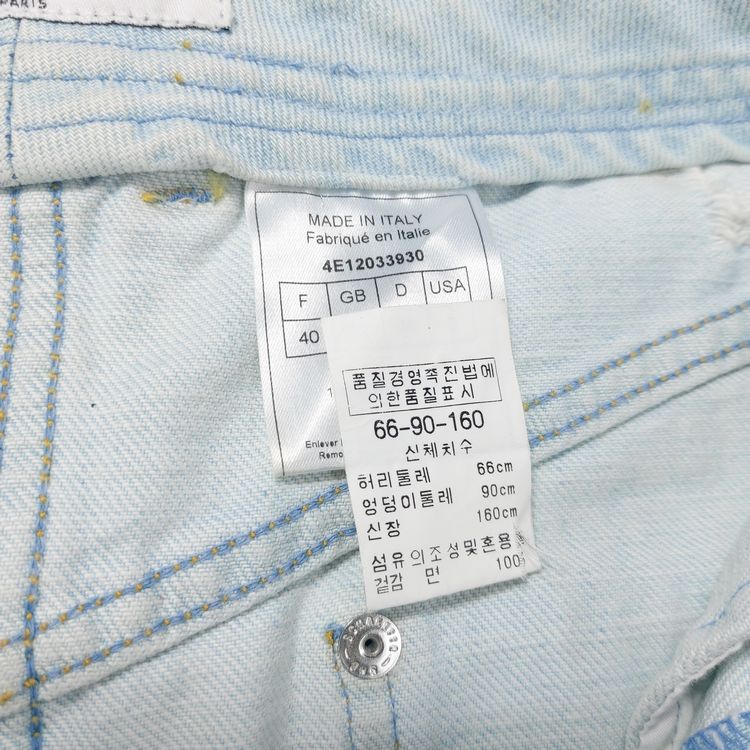 PARIS
MADE IN ITALY
Fabriqué en Italie
4E12033930
F GB D USA
40
Enlever
품질경영촉진법에
의한품질표시
66-90-160
신체치수
허리둘레 66cm
엉덩이둘레 90cm
신장 160cm
섬유의조성및혼용
겉감 면 100